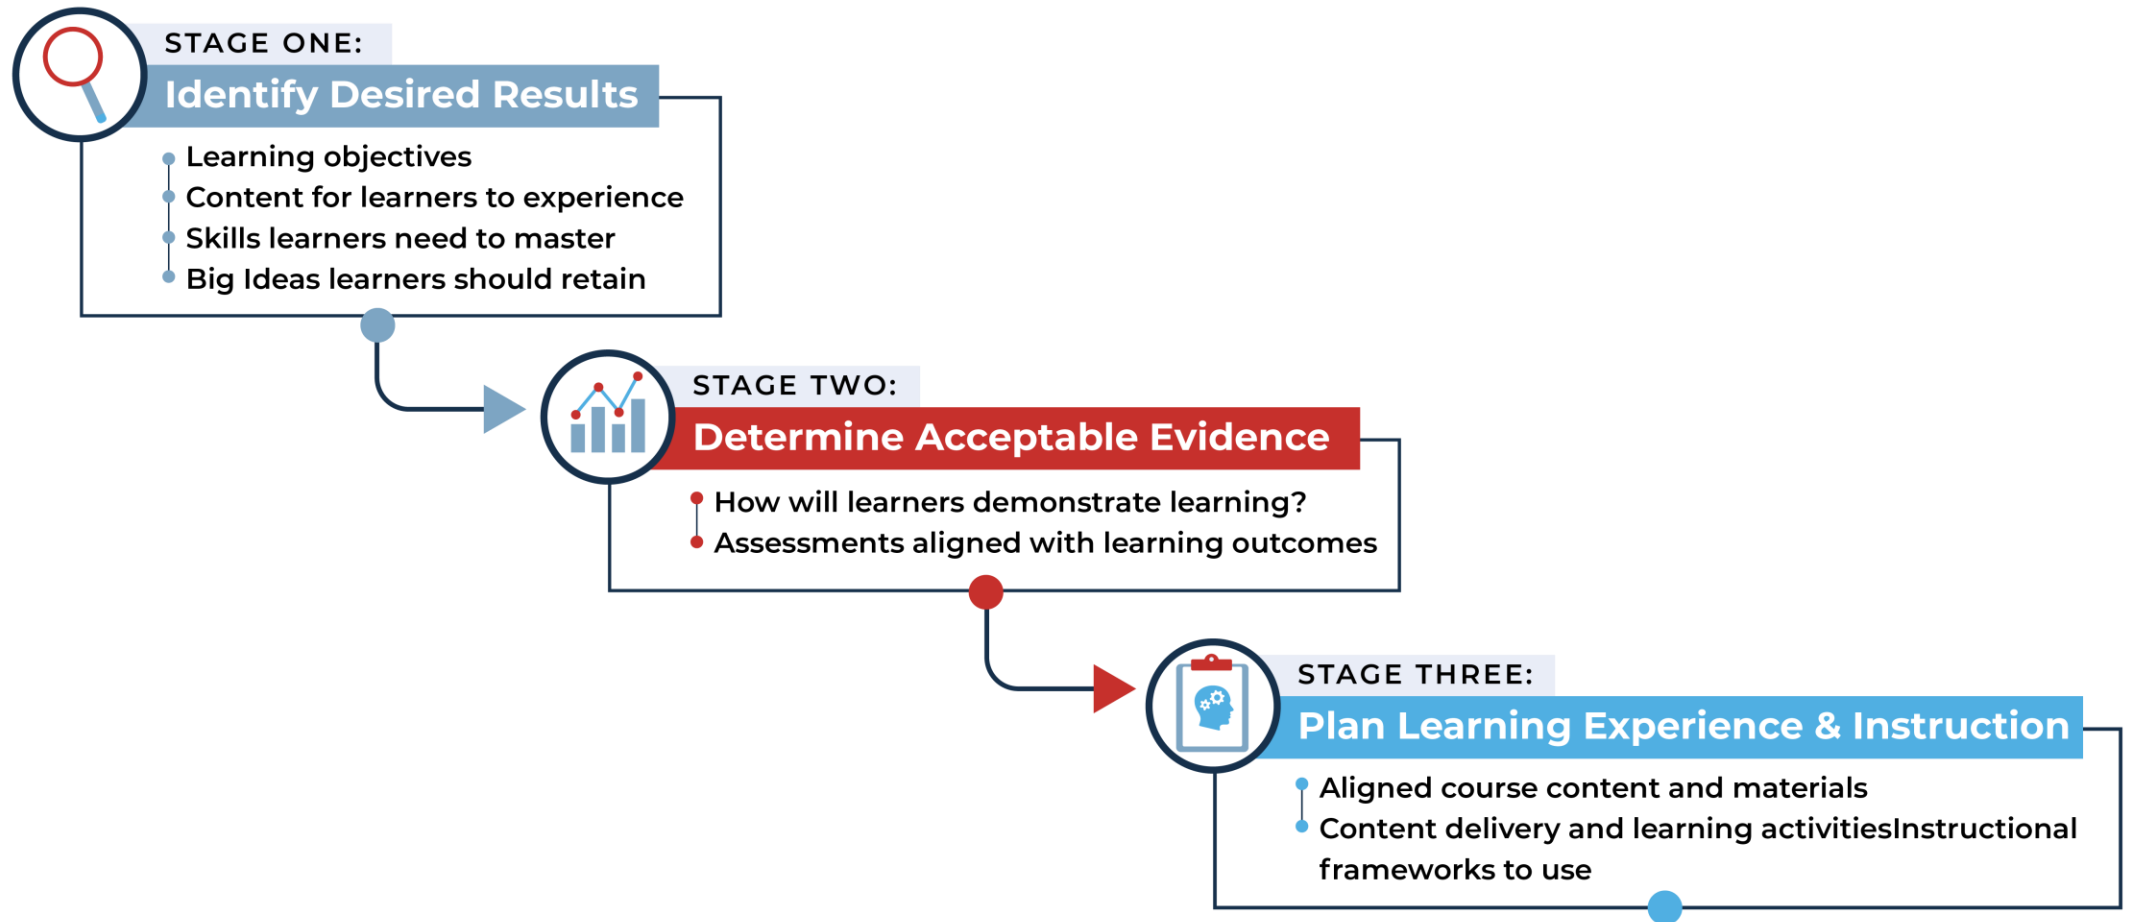 STAGE ONE:
Identify Desired Results
Learning objectives
Content for learners to experience
Skills learners need to master
Big Ideas learners should retain
STAGE TWO:
Determine Acceptable Evidence
How will learners demonstrate learning?
Assessments aligned with learning outcomes
STAGE THREE:
Plan Learning Experience & Instruction
Aligned course content and materials
Content delivery and learning activitiesInstructional
frameworks to use